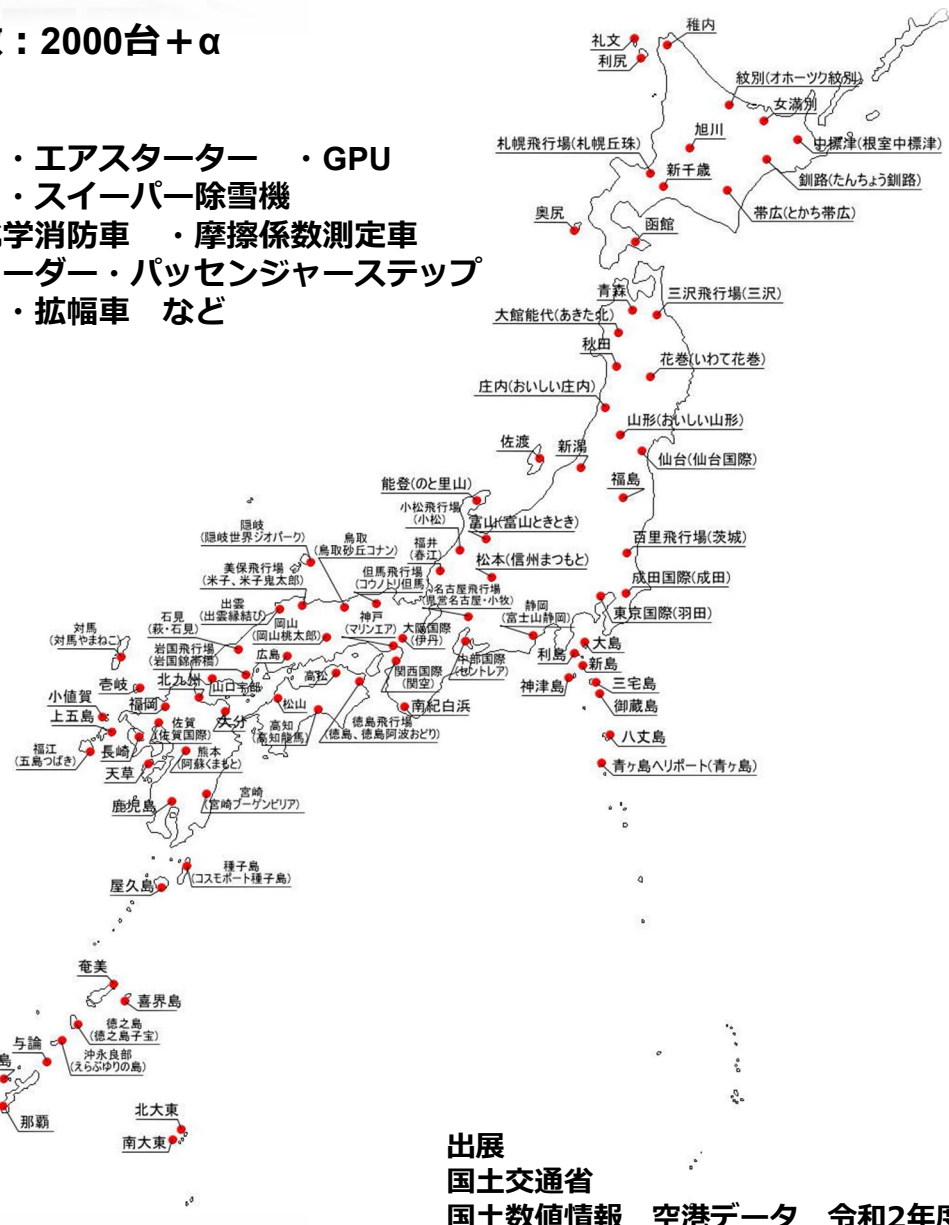 ：2000台＋α
・エアスターター　・GPU
・スイーパー除雪機
学消防車　・摩擦係数測定車
ーダー・パッセンジャーステップ
・拡幅車　など
稚内
礼文
利尻
紋別(オホーツク紋別)
女満別
旭川
札幌飛行場(札幌丘珠)
中標津(根室中標津)
新千歳
釧路(たんちょう釧路)
奥尻
帯広(とかち帯広)
函館
青森
三沢飛行場(三沢)
大館能代(あきた北)
秋田
花巻(いわて花巻)
庄内(おいしい庄内)
山形(おいしい山形)
佐渡
新潟
仙台(仙台国際)
能登(のと里山)
福島
小松飛行場
(小松)
富山(富山きときと)
隠岐
(隠岐世界ジオパーク)
鳥取
(鳥取砂丘コナン)
福井
(春江)
百里飛行場(茨城)
松本(信州まつもと)
美保飛行場
(米子、米子鬼太郎)
但馬飛行場
(コウノトリ但馬)
成田国際(成田)
名古屋飛行場
(県営名古屋・小牧)
静岡
(富士山静岡)
東京国際(羽田)
出雲
(出雲縁結び)
石見
(萩・石見)
岡山
(岡山桃太郎)
神戸
(マリンエア)
大阪国際
(伊丹)
対馬
(対馬やまねこ)
大島
利島
新島
岩国飛行場
(岩国錦帯橋)
広島
中部国際
(セントレア)
関西国際
(関空)
高松
北九州
山口宇部
神津島
三宅島
壱岐
御蔵島
小値賀
福岡
松山
南紀白浜
上五島
大分
佐賀
(佐賀国際)
高知
(高知龍馬)
徳島飛行場
(徳島、徳島阿波おどり)
八丈島
福江
(五島つばき)
長崎
熊本
(阿蘇くまもと)
天草
青ヶ島ヘリポート(青ヶ島)
鹿児島
宮崎
(宮崎ブーゲンビリア)
種子島
(コスモポート種子島)
屋久島
奄美
喜界島
徳之島
(徳之島子宝)
与論
沖永良部
(えらぶゆりの島)
島
那覇
北大東
南大東
出展
国土交通省
国土数値情報　空港データ　令和2年度